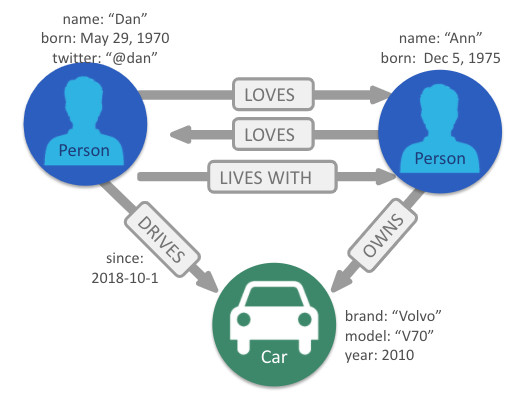 name: “Dan”
born: May 29, 1970
twitter: “@dan”
name: “Ann”
born:  Dec 5, 1975
LOVES
LOVES
LIVES WITH
Person
Person
DRIVES
OWNS
since:
2018-10-1
Car
brand: “Volvo”
model: “V70”
year: 2010